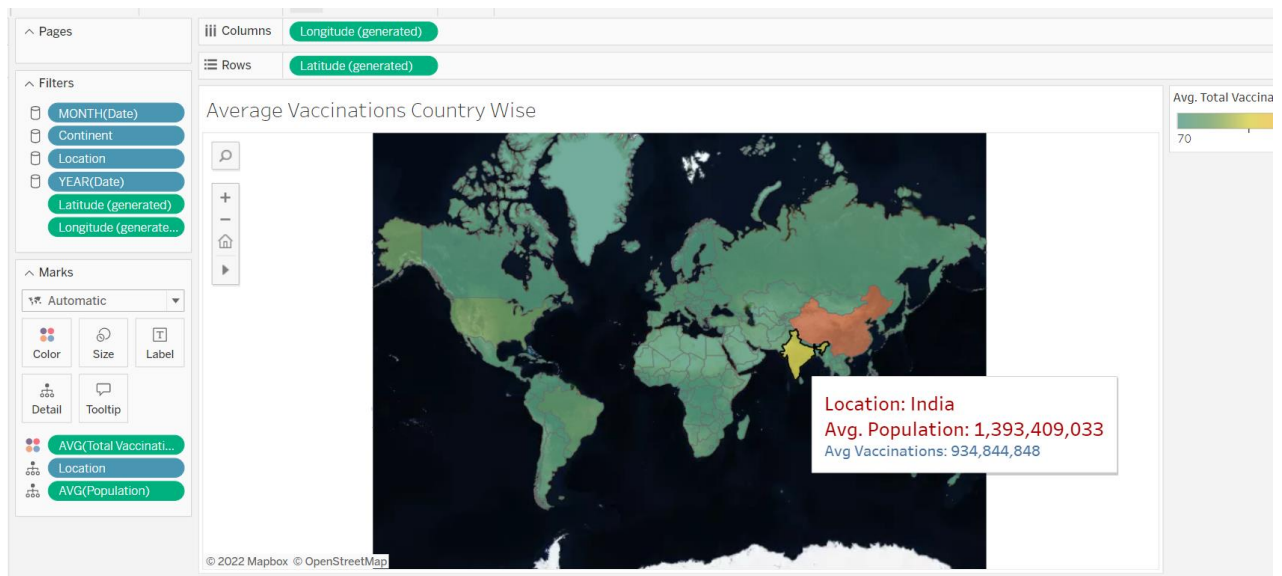 Pages
iii Columns
Longitude (generated)
Rows
Latitude (generated)
Filters
MONTH(Date)
Continent
Location
YEAR(Date)
Latitude (generated)
Longitude (generate...
Marks
Automatic
Color
Size
Label
Detail
Tooltip
AVG(Total Vaccinati...
Location
AVG(Population)
Average Vaccinations Country Wise
Location: India
Avg. Population: 1,393,409,033
Avg Vaccinations: 934,844,848
© 2022 Mapbox © OpenStreetMap
Avg. Total Vaccina
70